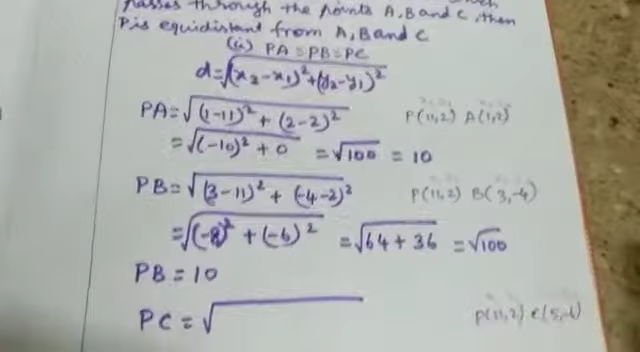 passes through the points A, B and C, then
P is equidistant from A, B and C
(ii) PA = PB = PC
d = √(x₂ - x₁)² + (y₂ - y₁)²
PA = √(1-11)² + (2-2)² P(11,2) A(1,2)
= √(-10)² + 0 = √100 = 10
PB = √(3-11)² + (-4-2)² P(11,2) B(3,-4)
= √(-8)² + (-6)² = √64 + 36 = √100
PB = 10
PC = √ P(11,2) C(5,